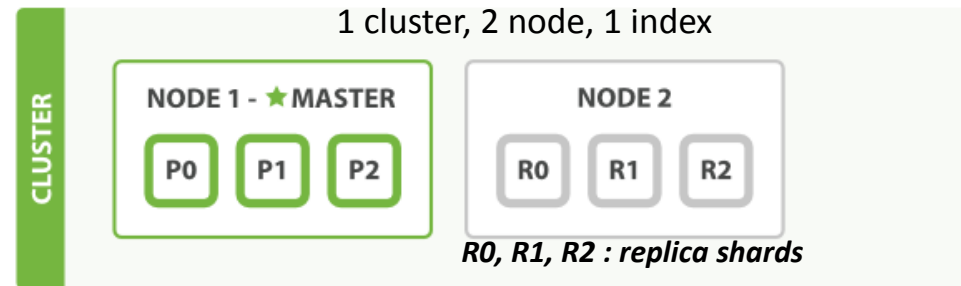 1 cluster, 2 node, 1 index
CLUSTER
NODE 1 - ★ MASTER
P0 P1 P2
NODE 2
R0 R1 R2
R0, R1, R2 : replica shards